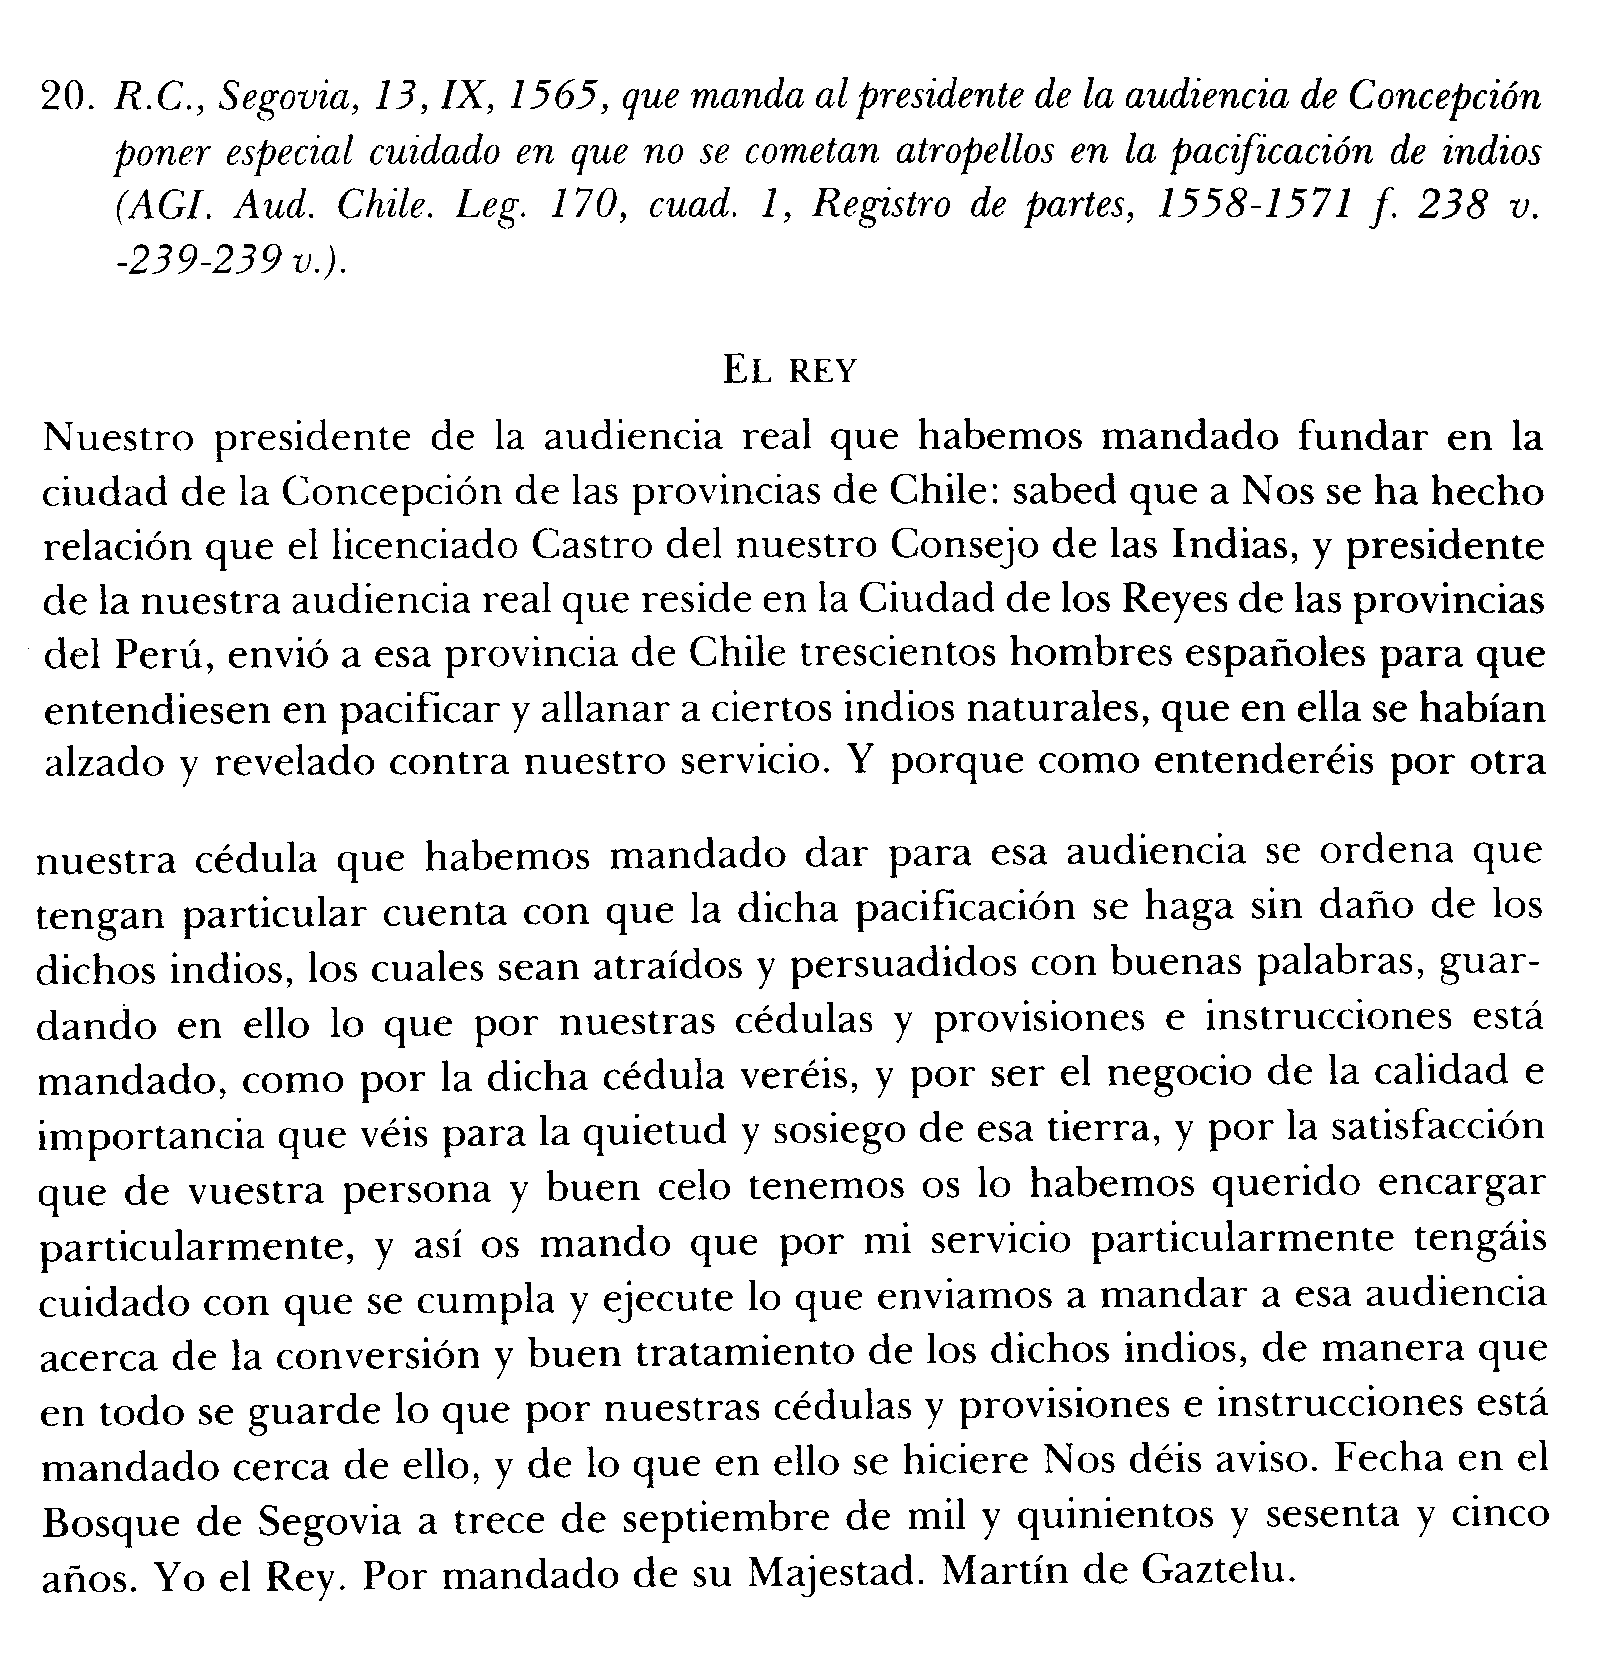 20. R.C., Segovia, 13, IX, 1565, que manda al presidente de la audiencia de Concepción
poner especial cuidado en que no se cometan atropellos en la pacificación de indios
(AGI. Aud. Chile. Leg. 170, cuad. 1, Registro de partes, 1558-1571 f. 238 v.
-239-239 v.).
EL REY
Nuestro presidente de la audiencia real que habemos mandado fundar en la
ciudad de la Concepción de las provincias de Chile: sabed que a Nos se ha hecho
relación que el licenciado Castro del nuestro Consejo de las Indias, y presidente
de la nuestra audiencia real que reside en la Ciudad de los Reyes de las provincias
del Perú, envió a esa provincia de Chile trescientos hombres españoles para que
entendiesen en pacificar y allanar a ciertos indios naturales, que en ella se habían
alzado y revelado contra nuestro servicio. Y porque como entenderéis por otra
nuestra cédula que habemos mandado dar para esa audiencia se ordena que
tengan particular cuenta con que la dicha pacificación se haga sin daño de los
dichos indios, los cuales sean atraídos y persuadidos con buenas palabras, guar-
dando en ello lo que por nuestras cédulas y provisiones e instrucciones está
mandado, como por la dicha cédula veréis, y por ser el negocio de la calidad e
importancia que véis para la quietud y sosiego de esa tierra, y por la satisfacción
que de vuestra persona y buen celo tenemos os lo habemos querido encargar
particularmente, y así os mando que por mi servicio particularmente tengáis
cuidado con que se cumpla y ejecute lo que enviamos a mandar a esa audiencia
acerca de la conversión y buen tratamiento de los dichos indios, de manera que
en todo se guarde lo que por nuestras cédulas y provisiones e instrucciones está
mandado cerca de ello, y de lo que en ello se hiciere Nos déis aviso. Fecha en el
Bosque de Segovia a trece de septiembre de mil y quinientos y sesenta y cinco
años. Yo el Rey. Por mandado de su Majestad. Martín de Gaztelu.